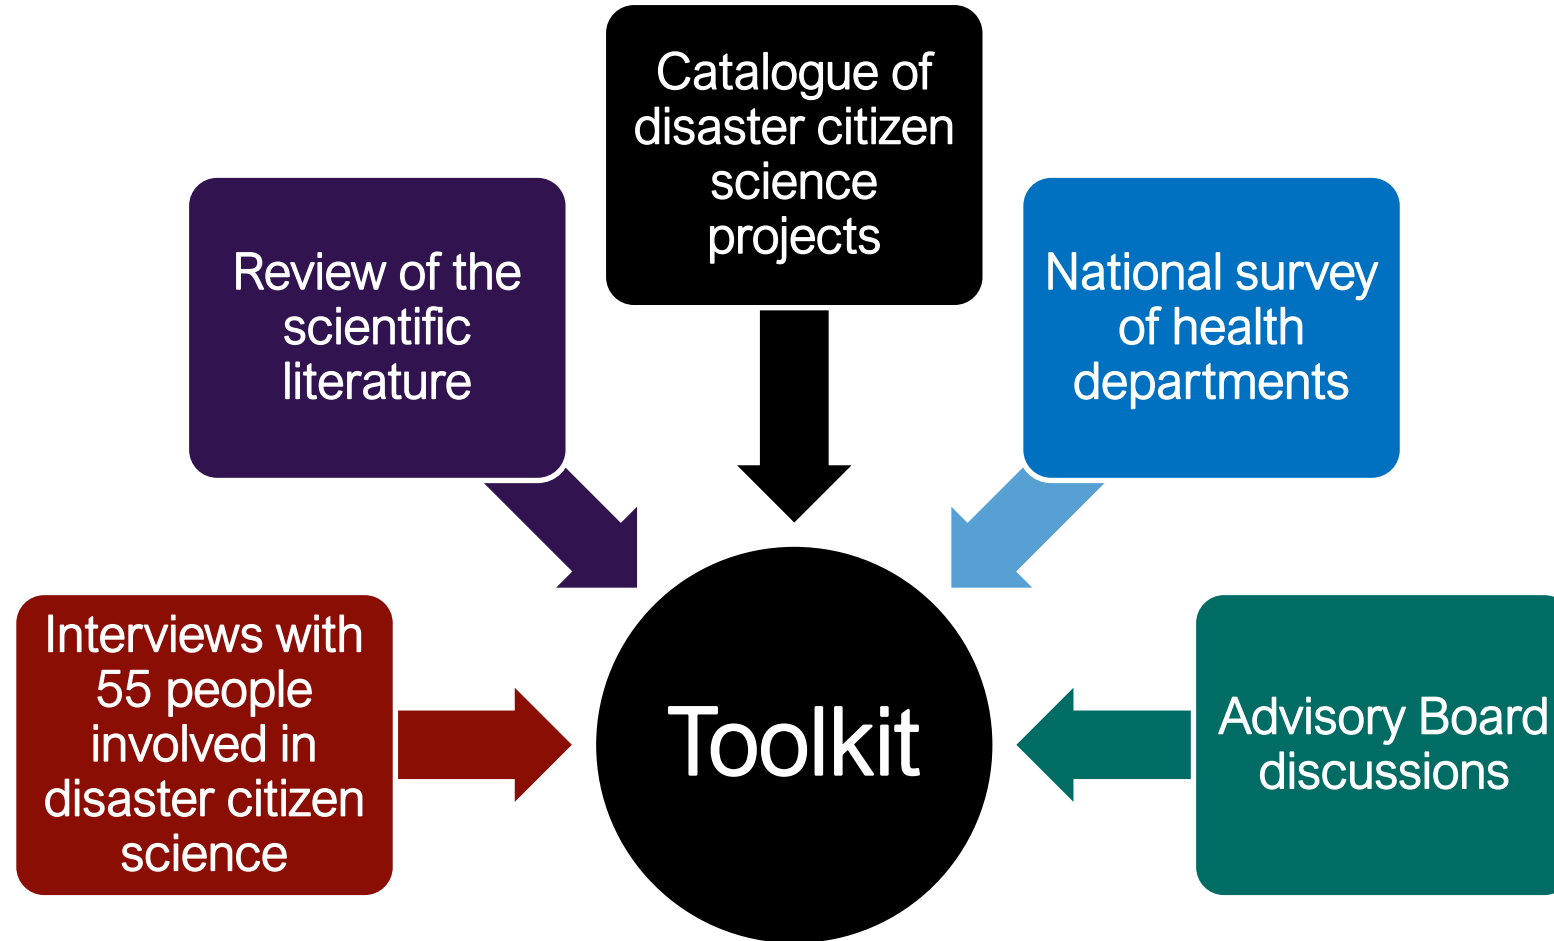 Catalogue of
disaster citizen
science
projects
Review of the
scientific
literature
National survey
of health
departments
Interviews with
55 people
involved in
disaster citizen
science
Toolkit
Advisory Board
discussions